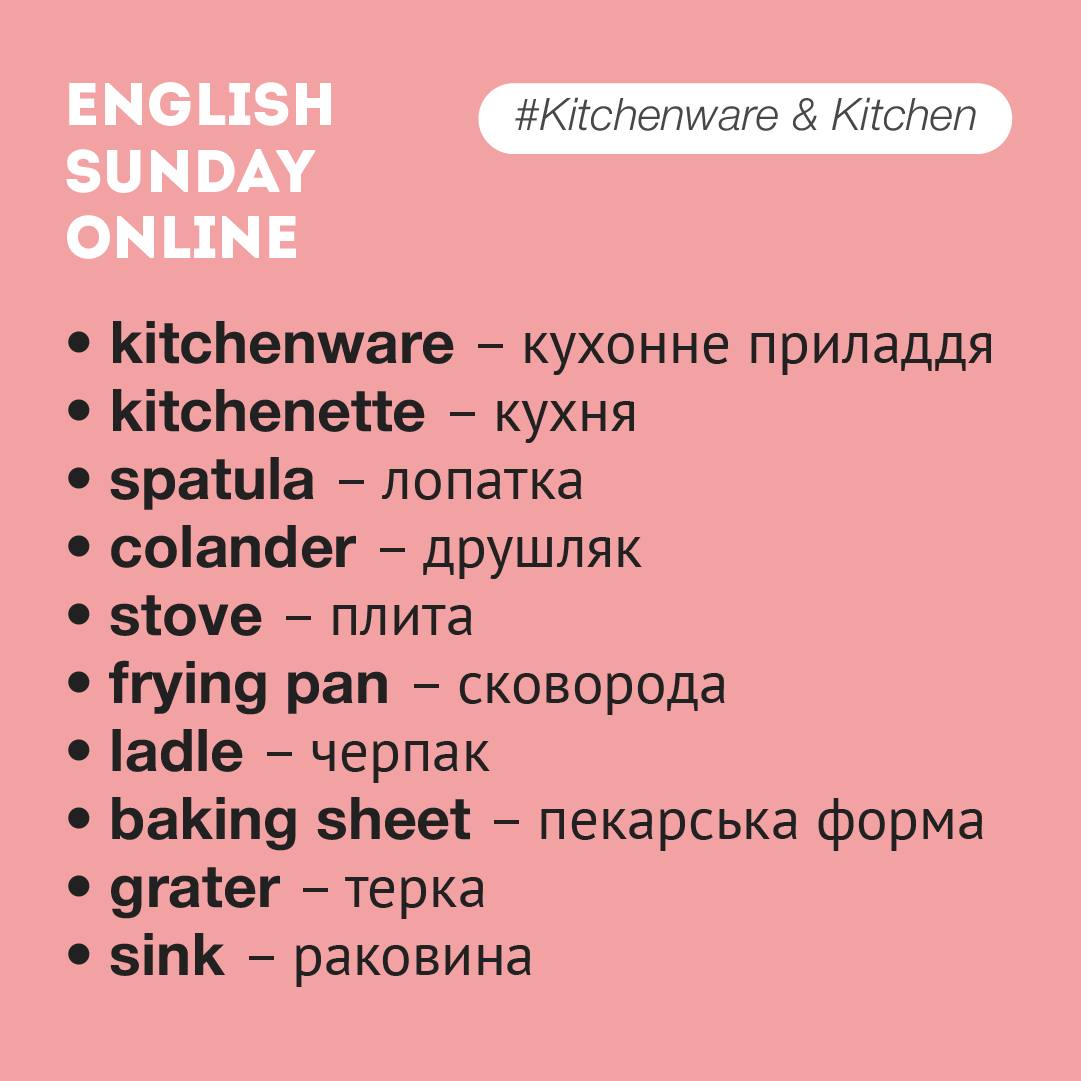 ENGLISH
SUNDAY
ONLINE
#Kitchenware & Kitchen
• kitchenware – кухонне приладдя
• kitchenette – кухня
• spatula – лопатка
• colander – друшляк
• stove – плита
• frying pan – сковорода
• ladle – черпак
• baking sheet – пекарська форма
• grater – терка
• sink – раковина